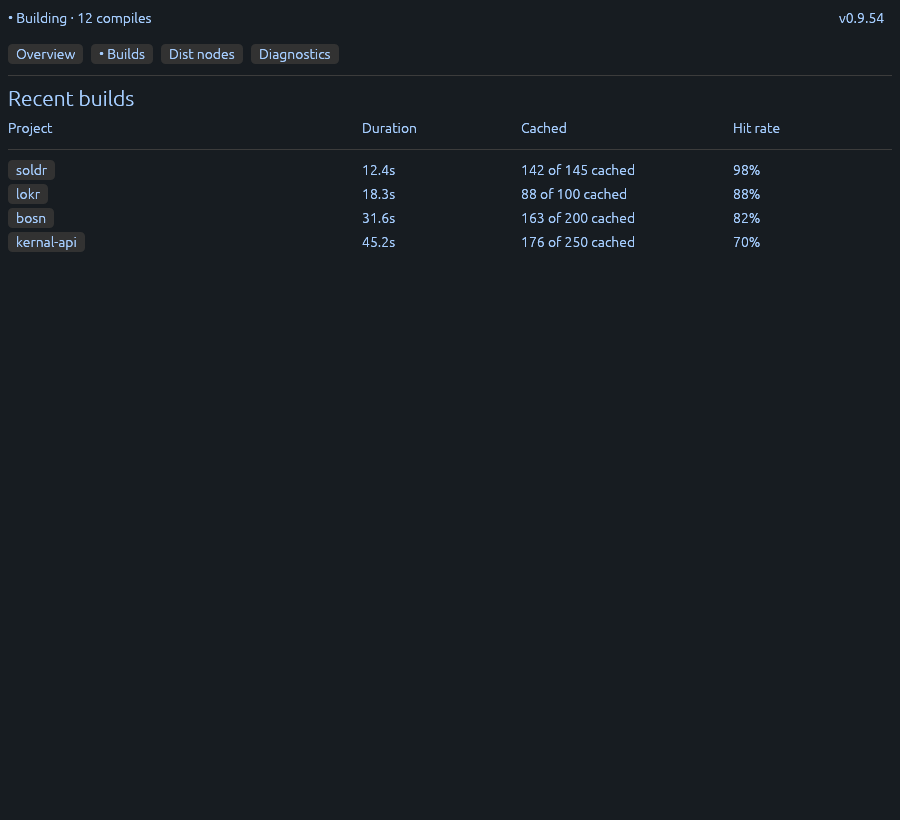 • Building · 12 compiles v0.9.54
Overview • Builds Dist nodes Diagnostics
Recent builds
Project Duration Cached Hit rate
soldr 12.4s 142 of 145 cached 98%
lokr 18.3s 88 of 100 cached 88%
bosn 31.6s 163 of 200 cached 82%
kernal-api 45.2s 176 of 250 cached 70%